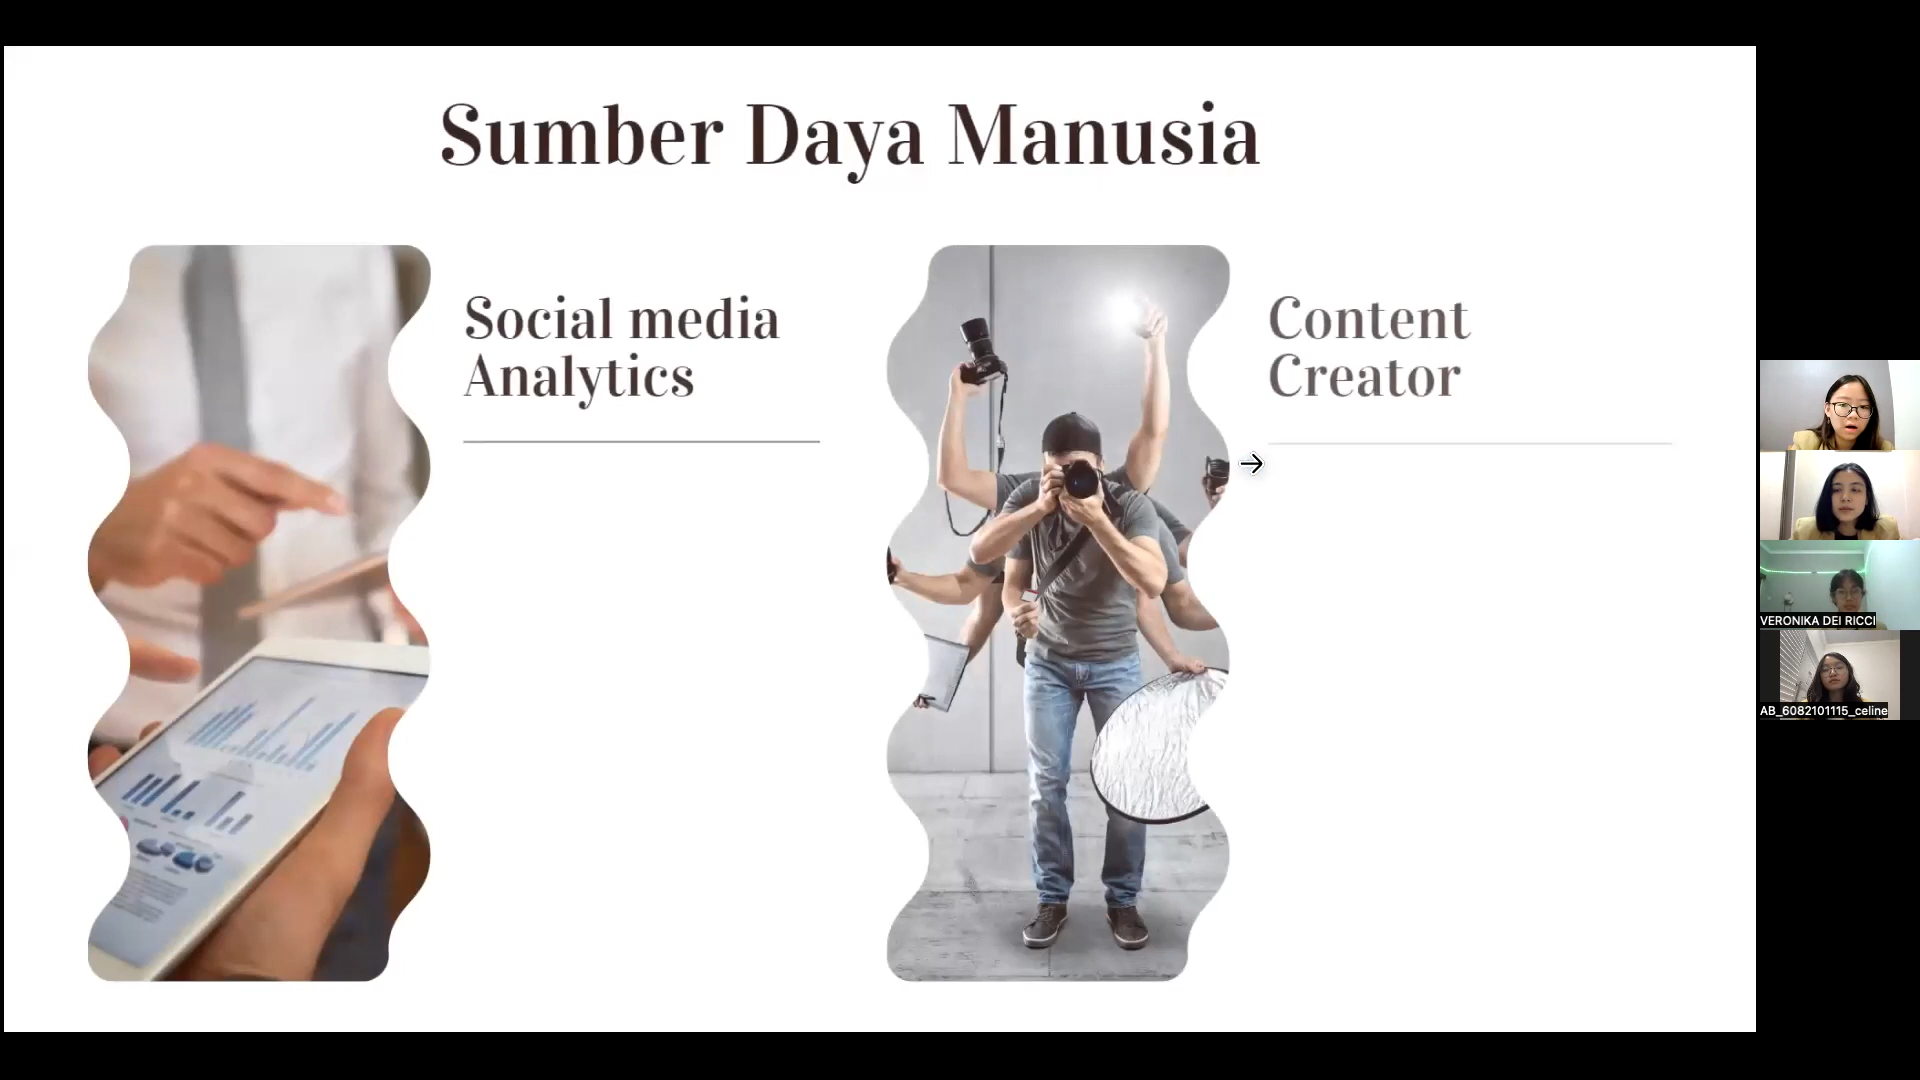 Sumber Daya Manusia
Social media
Analytics
Content
Creator
VERONIKA DEI RICCI
AB_6082101115_celine